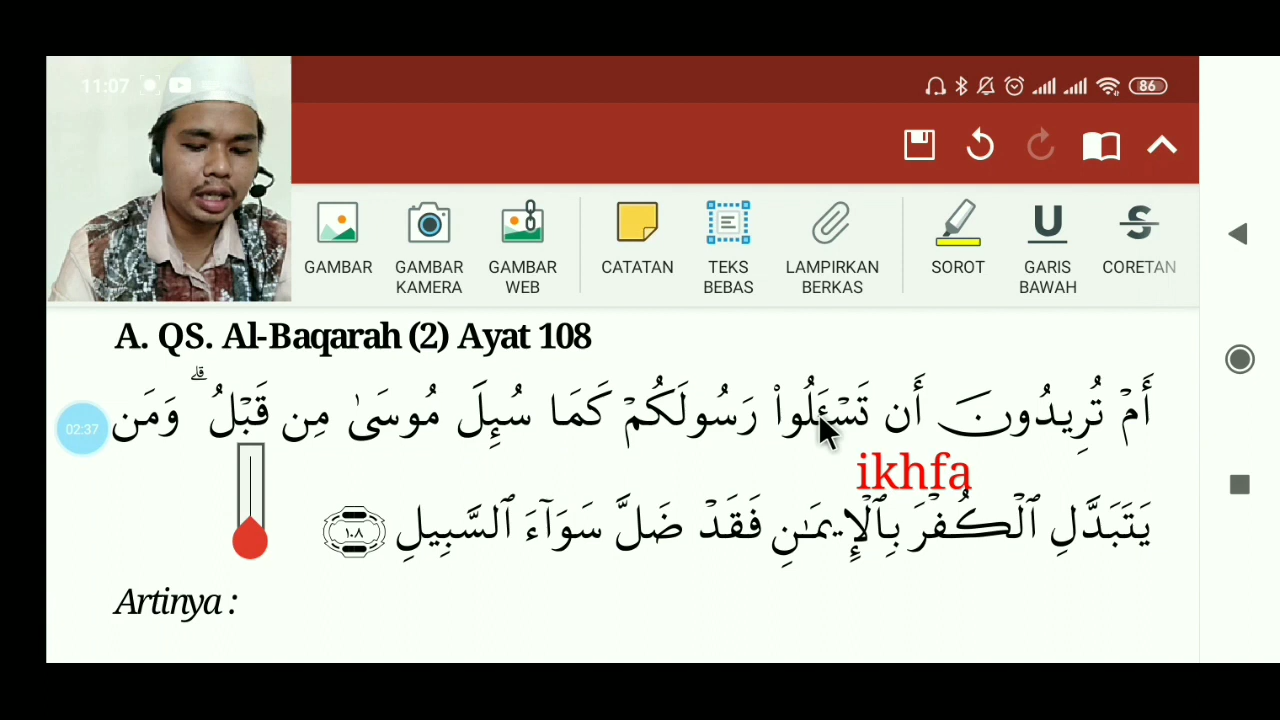 11:07
86
GAMBAR
GAMBAR KAMERA
GAMBAR WEB
CATATAN
TEKS BEBAS
LAMPIRKAN BERKAS
SOROT
GARIS BAWAH
CORETAN
A. QS. Al-Baqarah (2) Ayat 108
أَمْ تُرِيدُونَ أَن تَسْـَٔلُوا۟ رَسُولَكُمْ كَمَا سُئِلَ مُوسَىٰ مِن قَبْلُ ۗ وَمَن
02:37
ikhfa
يَتَبَدَّلِ ٱلْكُفْرَ بِٱلْإِيمَـٰنِ فَقَدْ ضَلَّ سَوَآءَ ٱلسَّبِيلِ ١٠٨
Artinya :